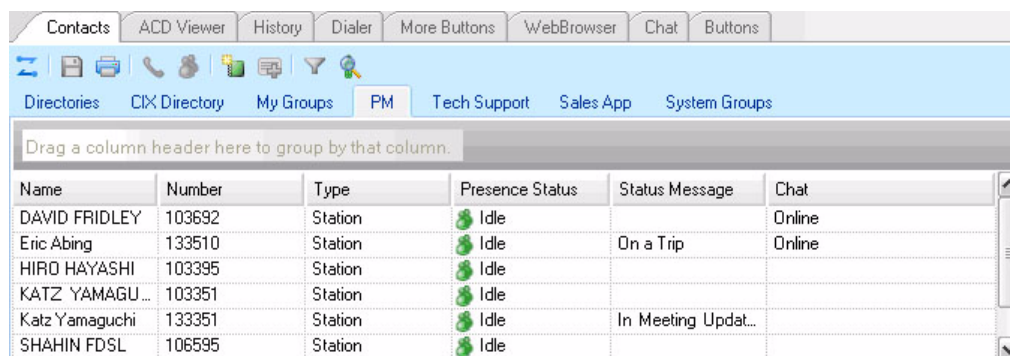 Contacts ACD Viewer History Dialer More Buttons WebBrowser Chat Buttons
Directories CIX Directory My Groups PM Tech Support Sales App System Groups
Drag a column header here to group by that column.
Name Number Type Presence Status Status Message Chat
DAVID FRIDLEY 103692 Station Idle Online
Eric Abing 133510 Station Idle On a Trip Online
HIRO HAYASHI 103395 Station Idle
KATZ YAMAGU... 103351 Station Idle
Katz Yamaguchi 133351 Station Idle In Meeting Updat...
SHAHIN FDSL 106595 Station Idle